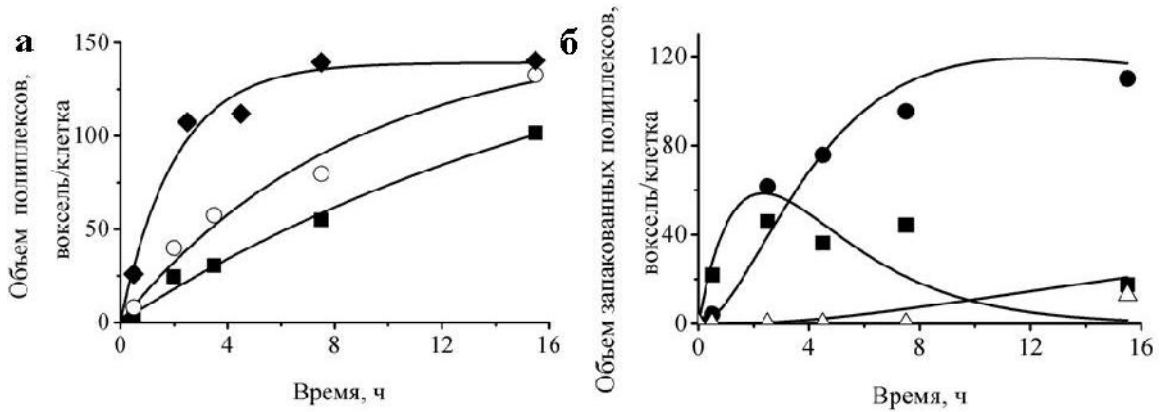 а
Объем полиплексов,
воксель/клетка
150
100
50
0
0
4
8
12
16
Время, ч
б
Объем запакованных полиплексов,
воксель/клетка
120
80
40
0
0
4
8
12
16
Время, ч